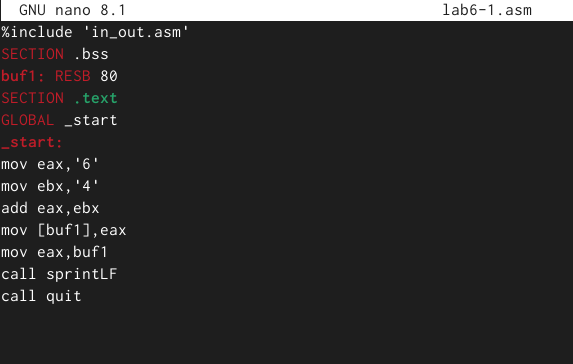 GNU nano 8.1 lab6-1.asm
%include 'in_out.asm'
SECTION .bss
buf1: RESB 80
SECTION .text
GLOBAL _start
_start:
mov eax,'6'
mov ebx,'4'
add eax,ebx
mov [buf1],eax
mov eax,buf1
call sprintLF
call quit